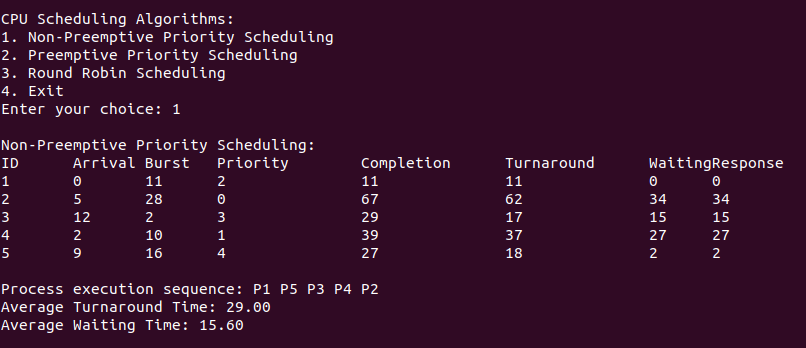 CPU Scheduling Algorithms:
1. Non-Preemptive Priority Scheduling
2. Preemptive Priority Scheduling
3. Round Robin Scheduling
4. Exit
Enter your choice: 1
Non-Preemptive Priority Scheduling:
ID Arrival Burst Priority Completion Turnaround WaitingResponse
1 0 11 2 11 11 0 0
2 5 28 0 67 62 34 34
3 12 2 3 29 17 15 15
4 2 10 1 39 37 27 27
5 9 16 4 27 18 2 2
Process execution sequence: P1 P5 P3 P4 P2
Average Turnaround Time: 29.00
Average Waiting Time: 15.60